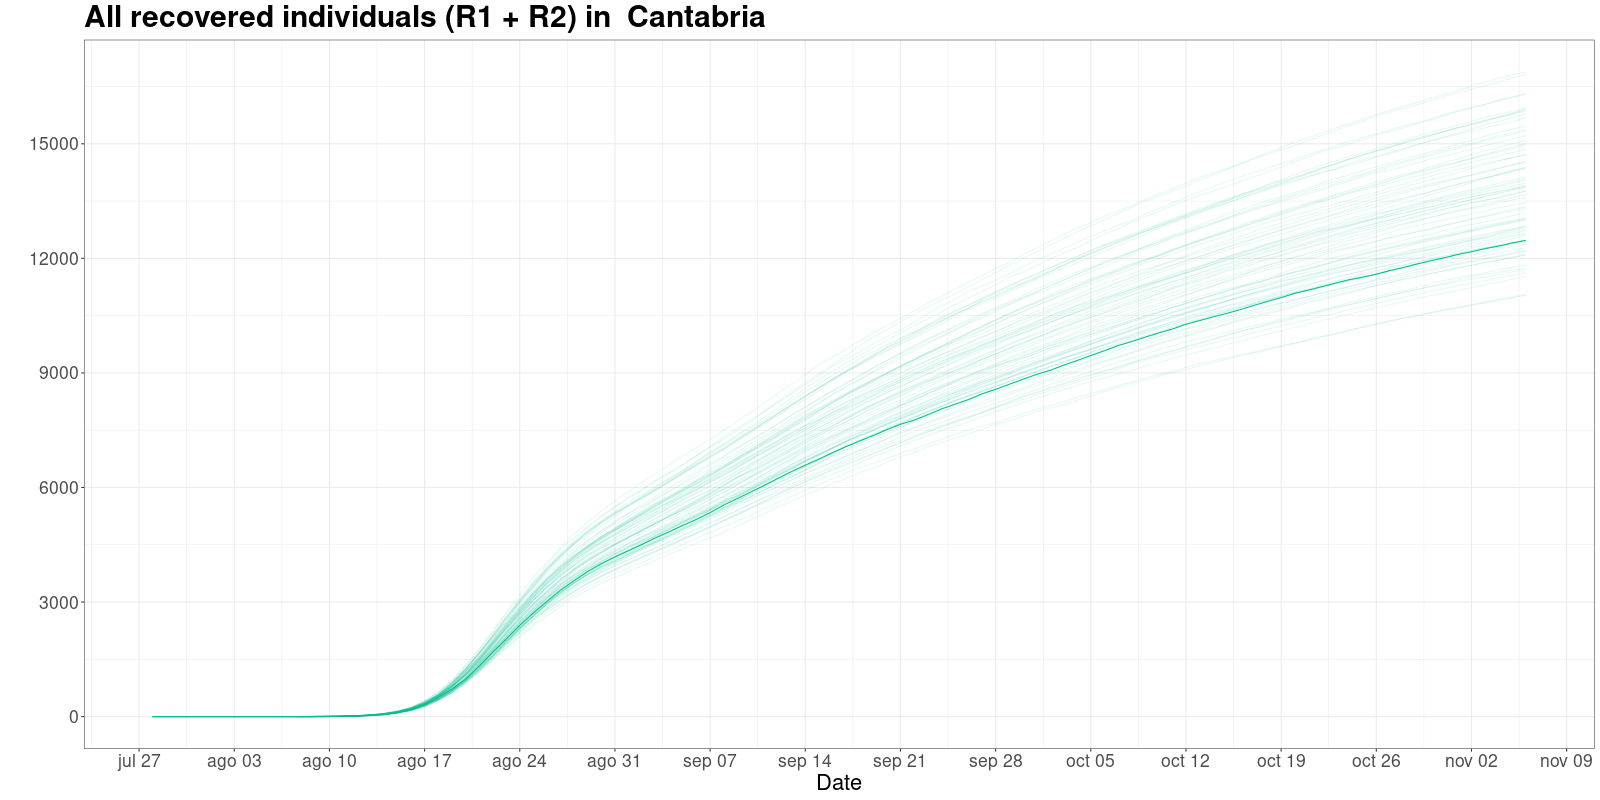 All recovered individuals (R1 + R2) in  Cantabria
15000
12000
9000
6000
3000
0
jul 27 ago 03 ago 10 ago 17 ago 24 ago 31 sep 07 sep 14 sep 21 sep 28 oct 05 oct 12 oct 19 oct 26 nov 02 nov 09
Date